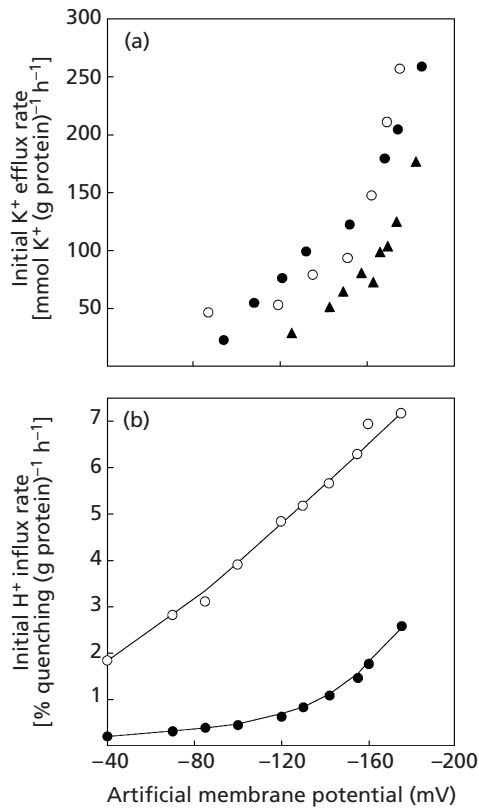 300
(a)
250
200
150
100
50
Initial K⁺ efflux rate
[mmol K⁺ (g protein)⁻¹ h⁻¹]
(b)
7
6
5
4
3
2
1
Initial H⁺ influx rate
[% quenching (g protein)⁻¹ h⁻¹]
−40 −80 −120 −160 −200
Artificial membrane potential (mV)